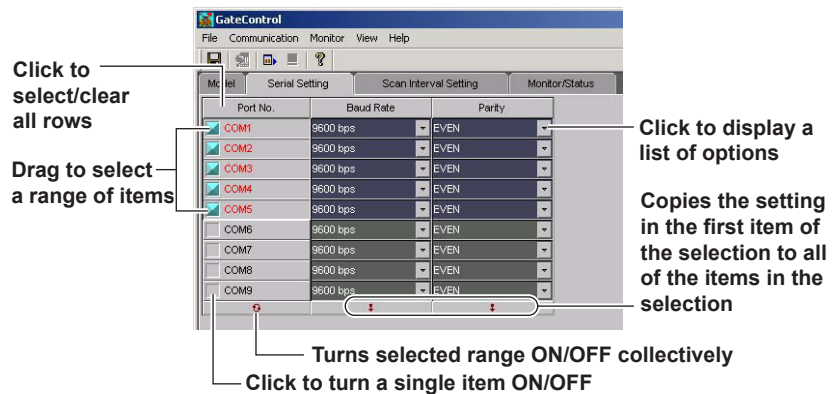 GateControl
File Communication Monitor View Help
Model Serial Setting Scan Interval Setting Monitor/Status
Port No. Baud Rate Parity
COM1 9600 bps EVEN
COM2 9600 bps EVEN
COM3 9600 bps EVEN
COM4 9600 bps EVEN
COM5 9600 bps EVEN
COM6 9600 bps EVEN
COM7 9600 bps EVEN
COM8 9600 bps EVEN
COM9 9600 bps EVEN
Click to
select/clear
all rows
Drag to select
a range of items
Click to display a
list of options
Copies the setting
in the first item of
the selection to all
of the items in the
selection
Turns selected range ON/OFF collectively
Click to turn a single item ON/OFF